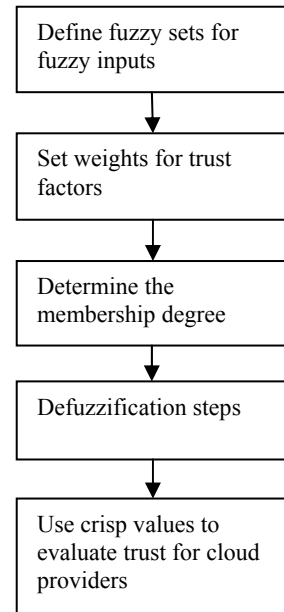 Define fuzzy sets for
fuzzy inputs
Set weights for trust
factors
Determine the
membership degree
Defuzzification steps
Use crisp values to
evaluate trust for cloud
providers